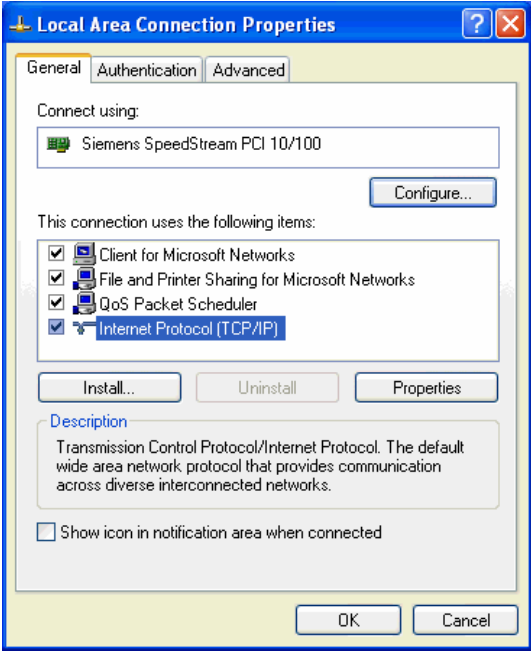 Local Area Connection Properties
General Authentication Advanced
Connect using:
Siemens SpeedStream PCI 10/100
Configure...
This connection uses the following items:
Client for Microsoft Networks
File and Printer Sharing for Microsoft Networks
QoS Packet Scheduler
Internet Protocol (TCP/IP)
Install... Uninstall Properties
Description
Transmission Control Protocol/Internet Protocol. The default
wide area network protocol that provides communication
across diverse interconnected networks.
Show icon in notification area when connected
OK Cancel